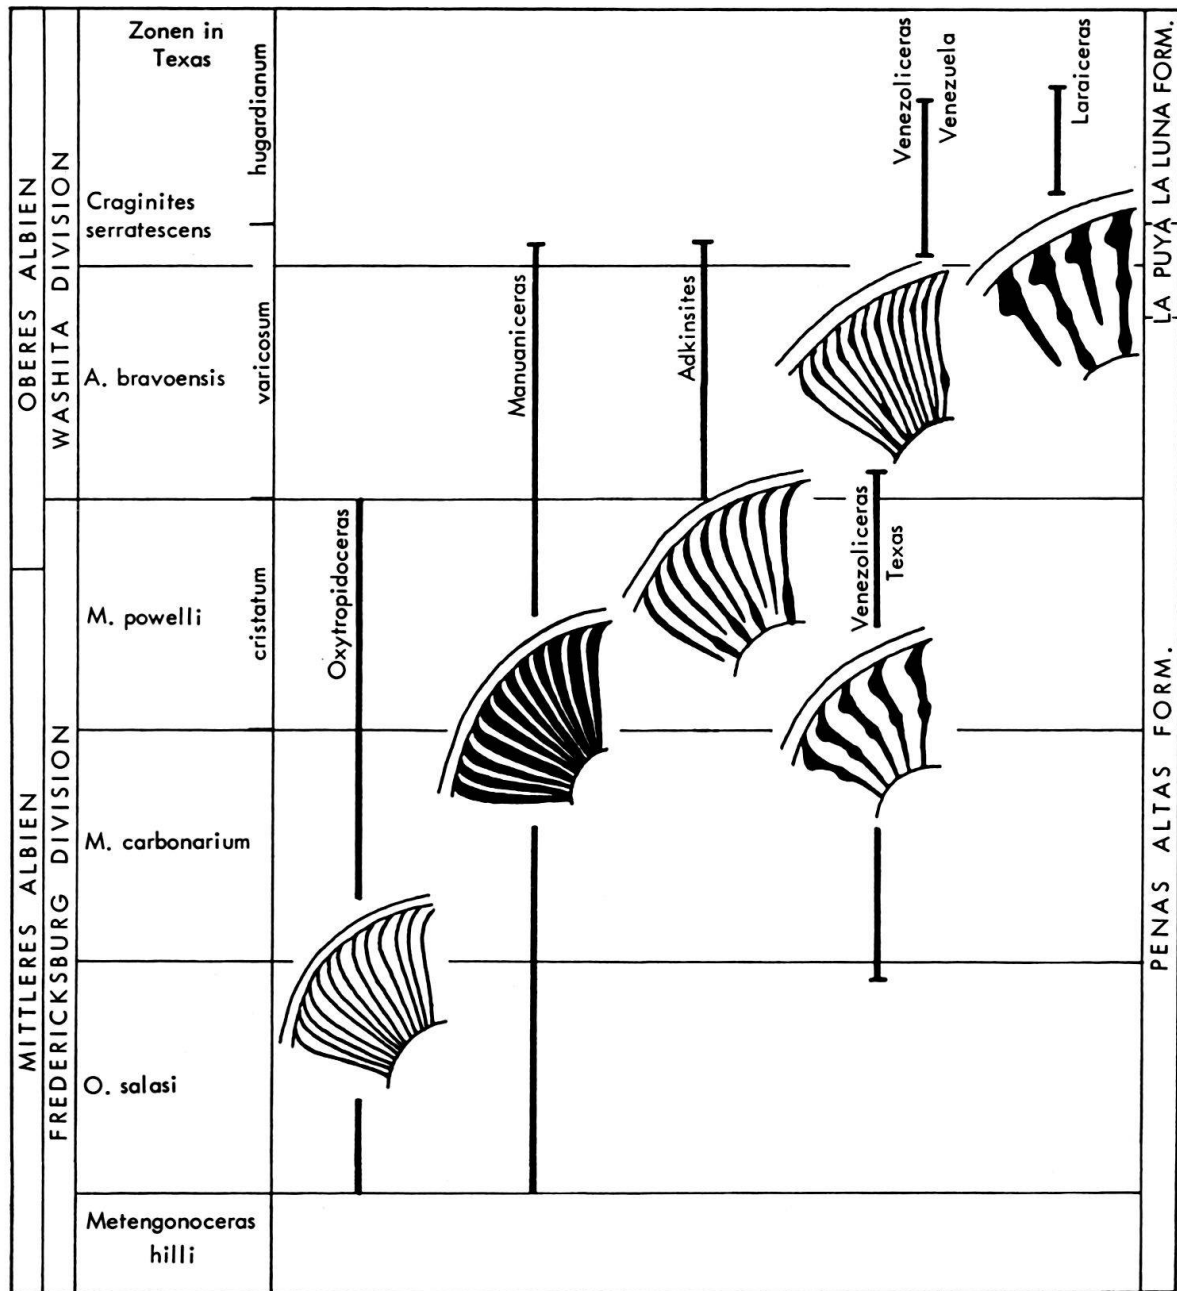 Zonen in
Texas
OBERES ALBIEN
MITTLERES ALBIEN
WASHITA DIVISION
FREDERICKSBURG DIVISION
Craginites
serratescens
A. bravoensis
M. powelli
M. carbonarium
O. salasi
Metengonoceras
hilli
hugardianum
varicosum
cristatum
Oxytropidoceras
Manuaniceras
Adkinsites
Venezoliceras
Venezuela
Venezoliceras
Texas
Laraiceras
LA PUYA LA LUNA FORM.
PENAS ALTAS FORM.